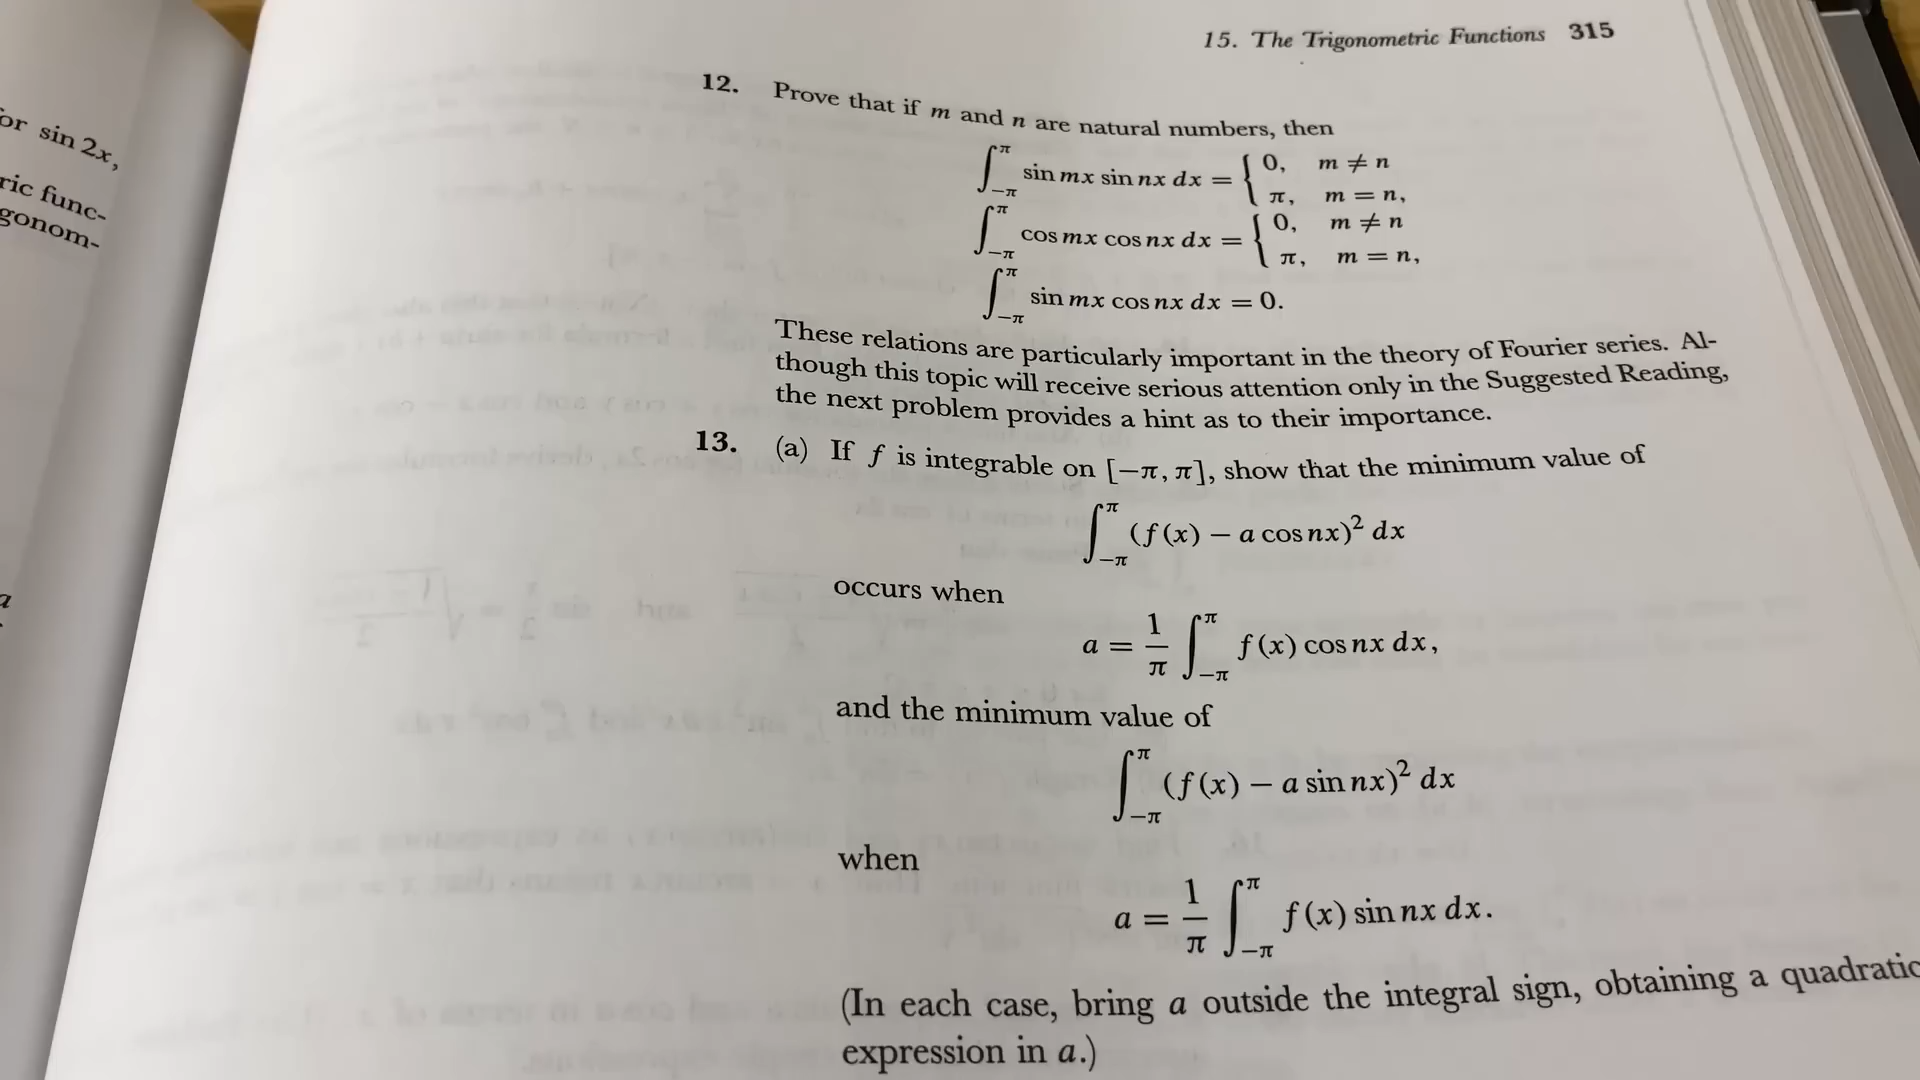 or sin 2x,
ric func-
gonom-
a
15. The Trigonometric Functions 315
12. Prove that if m and n are natural numbers, then
∫_{−π}^{π} sin mx sin nx dx = { 0, m ≠ n
π, m = n,
∫_{−π}^{π} cos mx cos nx dx = { 0, m ≠ n
π, m = n,
∫_{−π}^{π} sin mx cos nx dx = 0.
These relations are particularly important in the theory of Fourier series. Al-
though this topic will receive serious attention only in the Suggested Reading,
the next problem provides a hint as to their importance.
13. (a) If f is integrable on [−π, π], show that the minimum value of
∫_{−π}^{π} (f(x) − a cos nx)² dx
occurs when
a = 1/π ∫_{−π}^{π} f(x) cos nx dx,
and the minimum value of
∫_{−π}^{π} (f(x) − a sin nx)² dx
when
a = 1/π ∫_{−π}^{π} f(x) sin nx dx.
(In each case, bring a outside the integral sign, obtaining a quadratic
expression in a.)